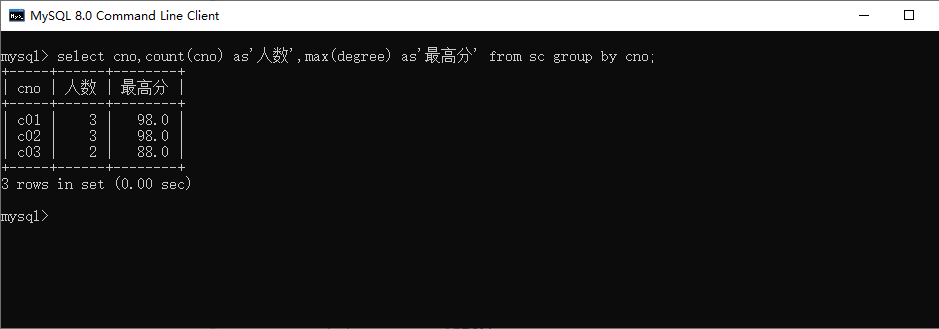 MySQL 8.0 Command Line Client
mysql> select cno,count(cno) as'人数',max(degree) as'最高分' from sc group by cno;
+-----+------+--------+
| cno | 人数 | 最高分 |
+-----+------+--------+
| c01 |    3 |   98.0 |
| c02 |    3 |   98.0 |
| c03 |    2 |   88.0 |
+-----+------+--------+
3 rows in set (0.00 sec)
mysql>